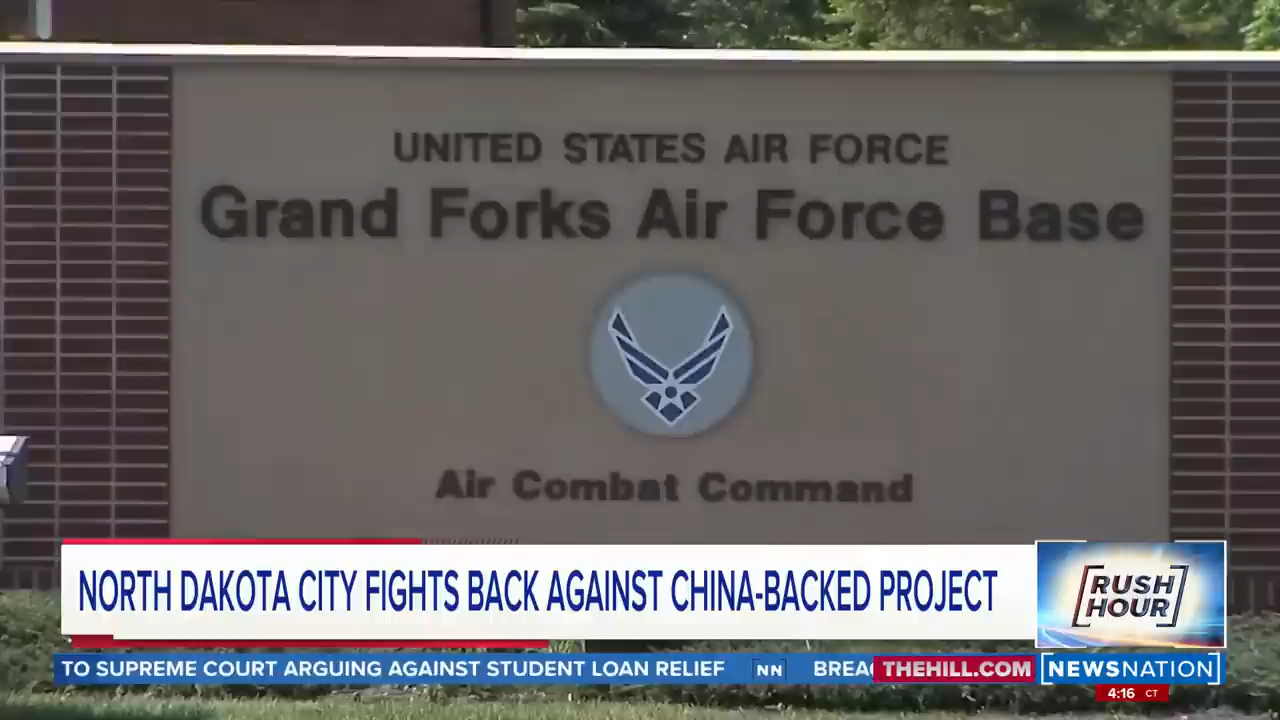 UNITED STATES AIR FORCE
Grand Forks Air Force Base
Air Combat Command
NORTH DAKOTA CITY FIGHTS BACK AGAINST CHINA-BACKED PROJECT
RUSH
HOUR
TO SUPREME COURT ARGUING AGAINST STUDENT LOAN RELIEF NN
THEHILL.COM
NEWSNATION
4:16 CT